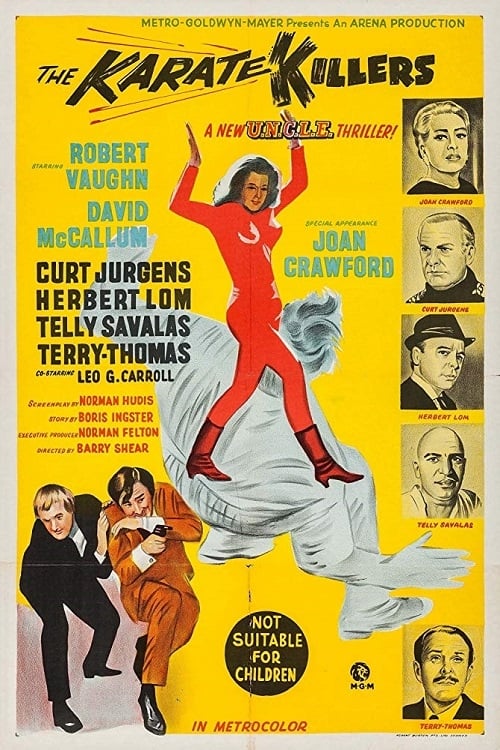 METRO-GOLDWYN-MAYER Presents An ARENA PRODUCTION
THE KARATE KILLERS
A NEW U.N.C.L.E. THRILLER!
STARRING
ROBERT
VAUGHN
DAVID
McCALLUM
SPECIAL APPEARANCE
JOAN
CRAWFORD
CURT JURGENS
HERBERT LOM
TELLY SAVALAS
TERRY-THOMAS
CO-STARRING LEO G. CARROLL
SCREENPLAY BY NORMAN HUDIS
STORY BY BORIS INGSTER
EXECUTIVE PRODUCER NORMAN FELTON
DIRECTED BY BARRY SHEAR
JOAN CRAWFORD
CURT JURGENS
HERBERT LOM
TELLY SAVALAS
TERRY-THOMAS
NOT
SUITABLE
FOR
CHILDREN
M-G-M
IN METROCOLOR